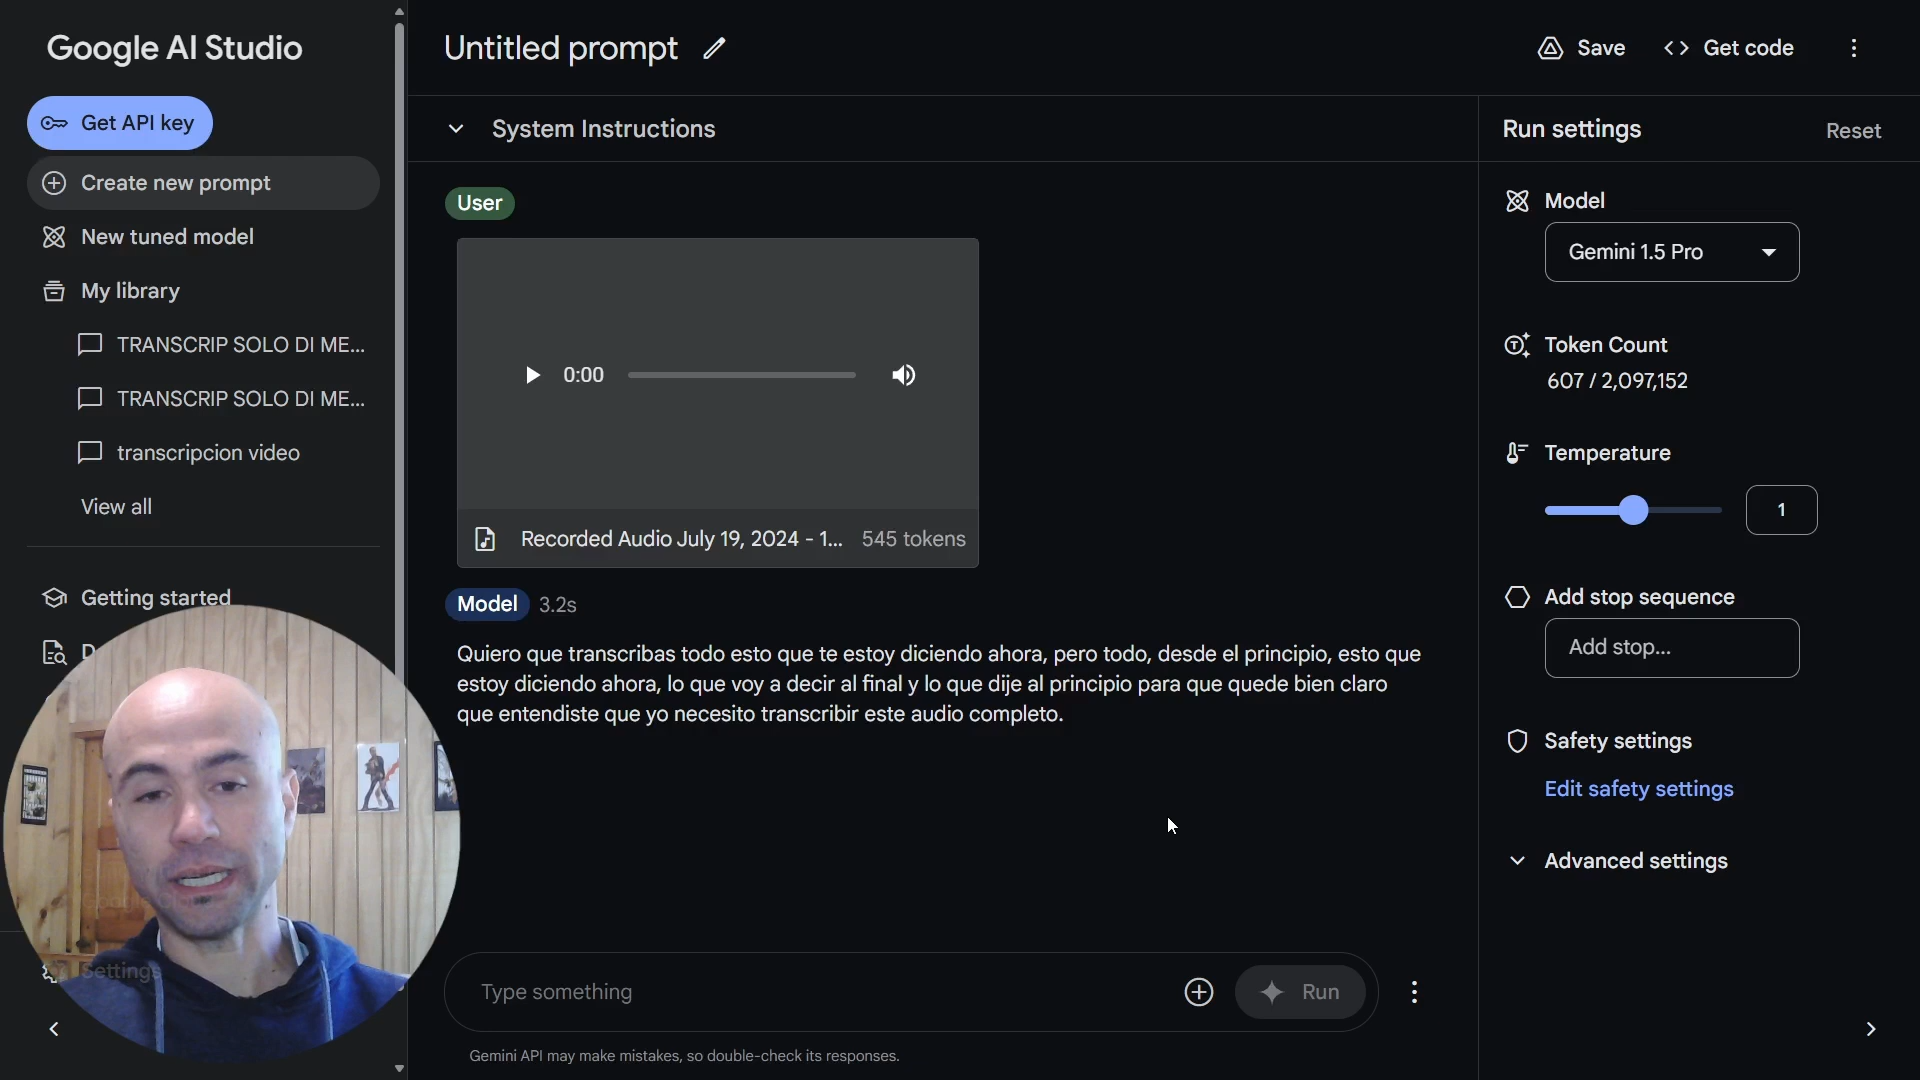 Google AI Studio
Get API key
Create new prompt
New tuned model
My library
TRANSCRIP SOLO DI ME...
TRANSCRIP SOLO DI ME...
transcripcion video
View all
Getting started
D
Settings
Untitled prompt
Save
Get code
System Instructions
User
0:00
Recorded Audio July 19, 2024 - 1... 545 tokens
Model 3.2s
Quiero que transcribas todo esto que te estoy diciendo ahora, pero todo, desde el principio, esto que
estoy diciendo ahora, lo que voy a decir al final y lo que dije al principio para que quede bien claro
que entendiste que yo necesito transcribir este audio completo.
Type something
Run
Gemini API may make mistakes, so double-check its responses.
Run settings
Reset
Model
Gemini 1.5 Pro
Token Count
607 / 2,097,152
Temperature
1
Add stop sequence
Add stop...
Safety settings
Edit safety settings
Advanced settings